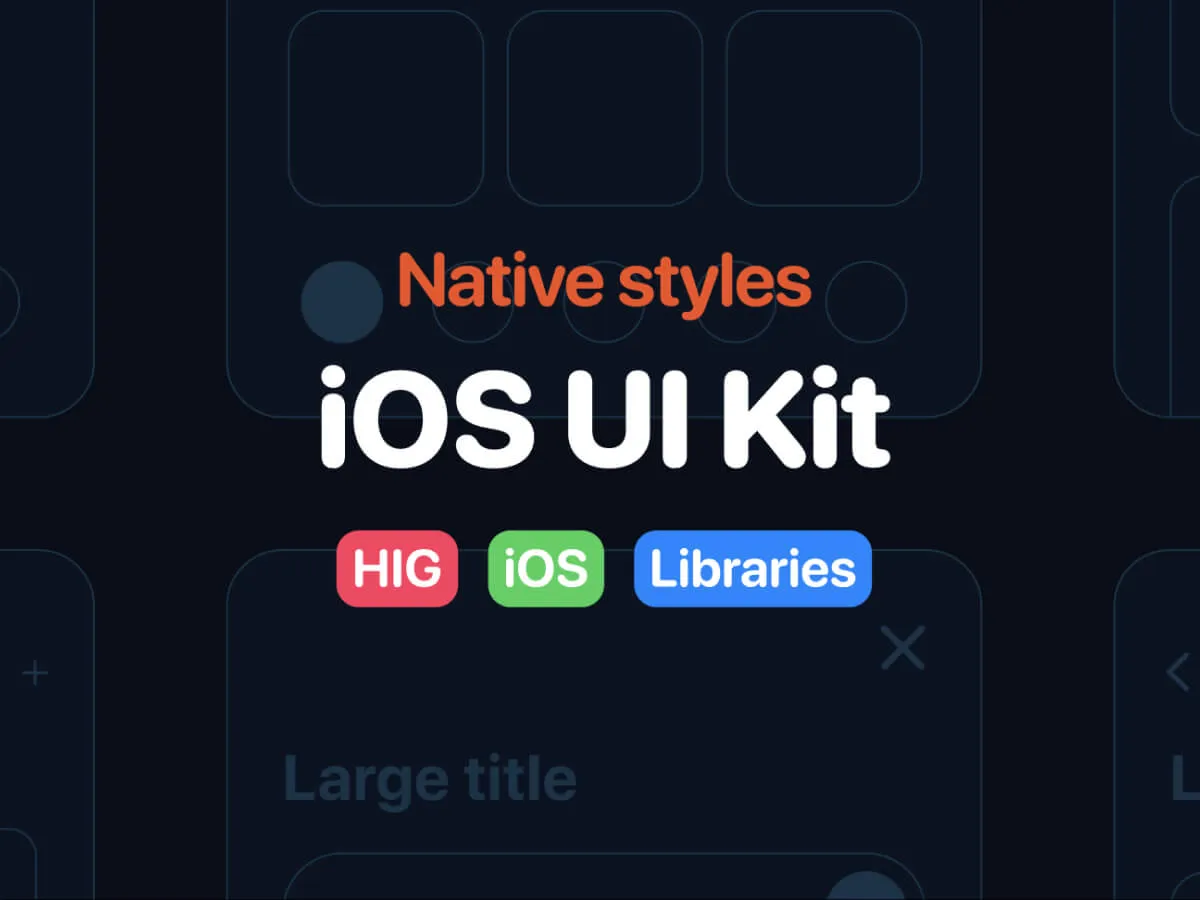 Native styles
iOS UI Kit
HIG iOS Libraries
Large title
L